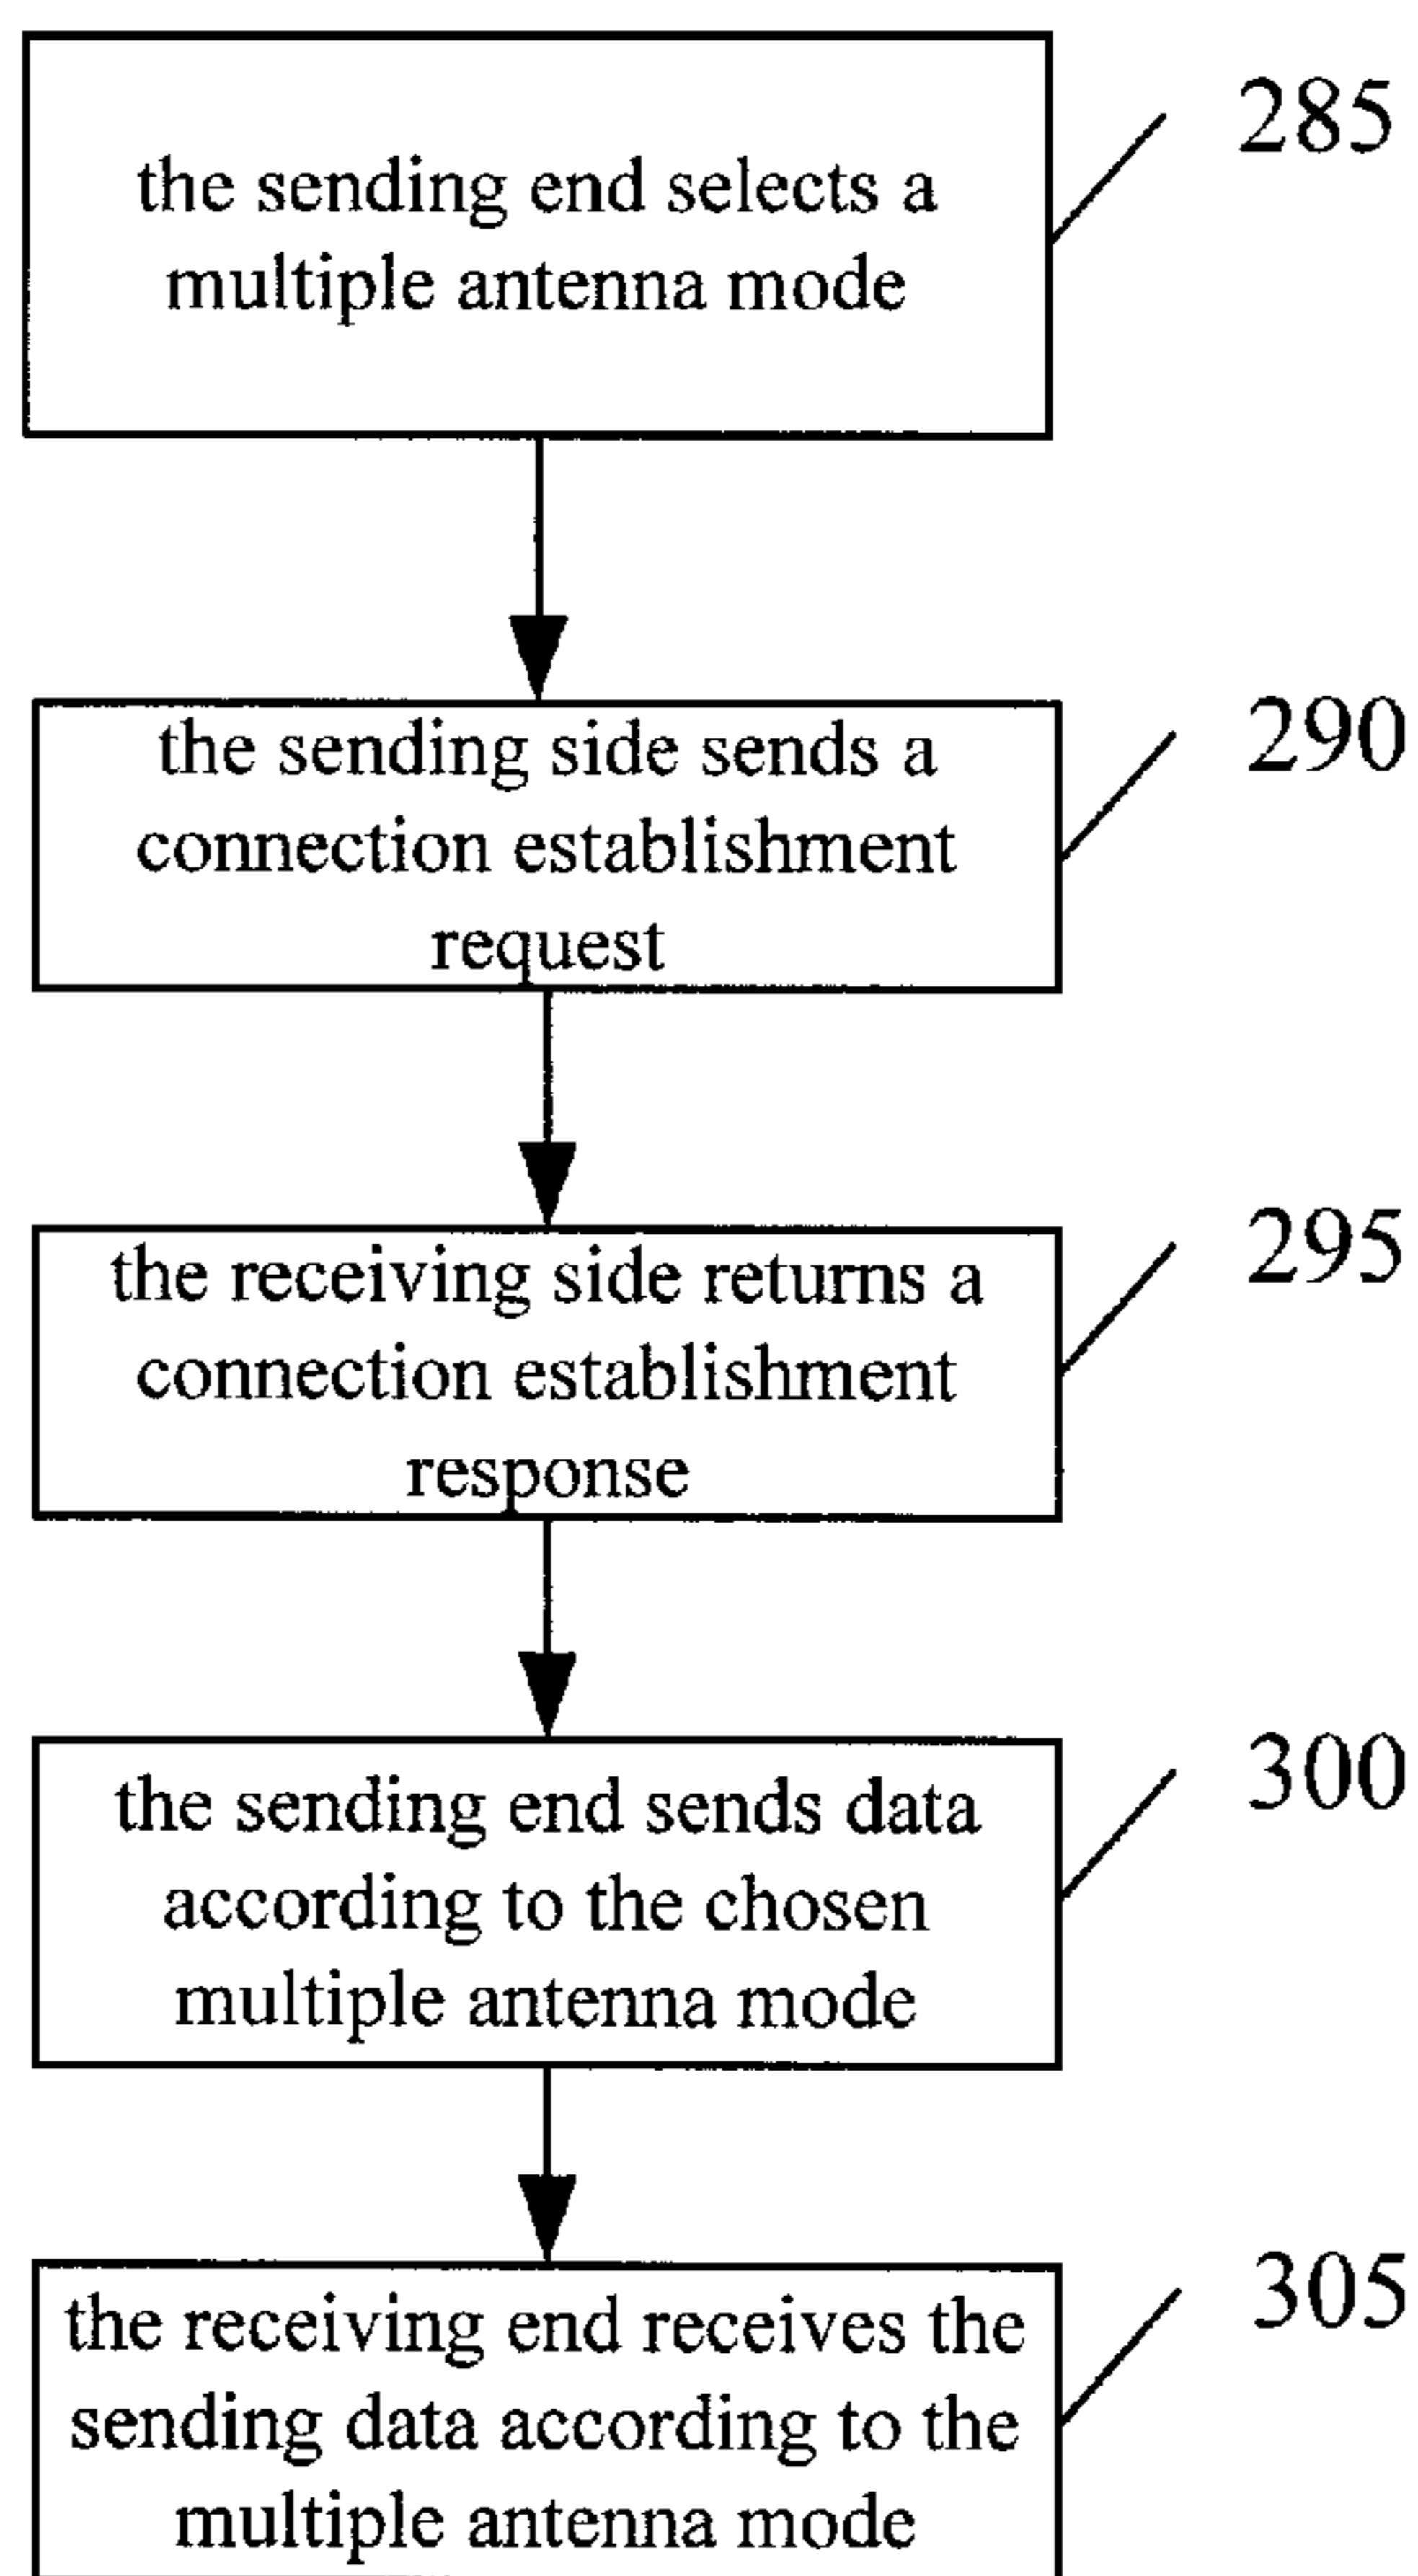 285
the sending end selects a
multiple antenna mode
290
the sending side sends a
connection establishment
request
295
the receiving side returns a
connection establishment
response
300
the sending end sends data
according to the chosen
multiple antenna mode
305
the receiving end receives the
sending data according to the
multiple antenna mode